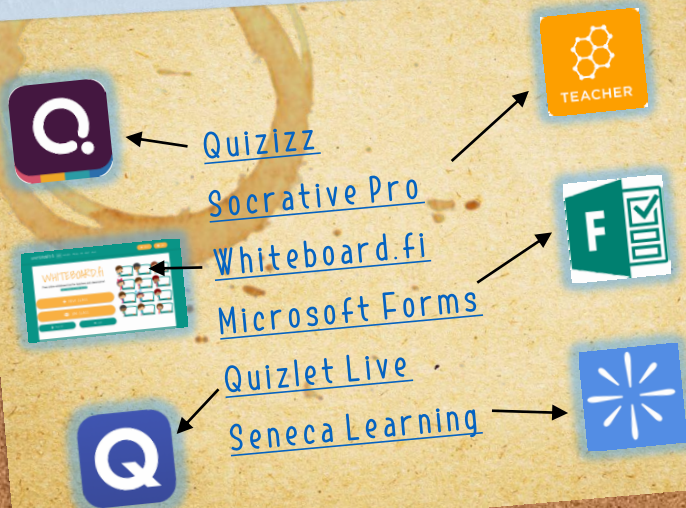 TEACHER
Quizizz
Socrative Pro
Whiteboard.fi
WHITEBOARD.fi
F
Microsoft Forms
Quizlet Live
Seneca Learning
Q